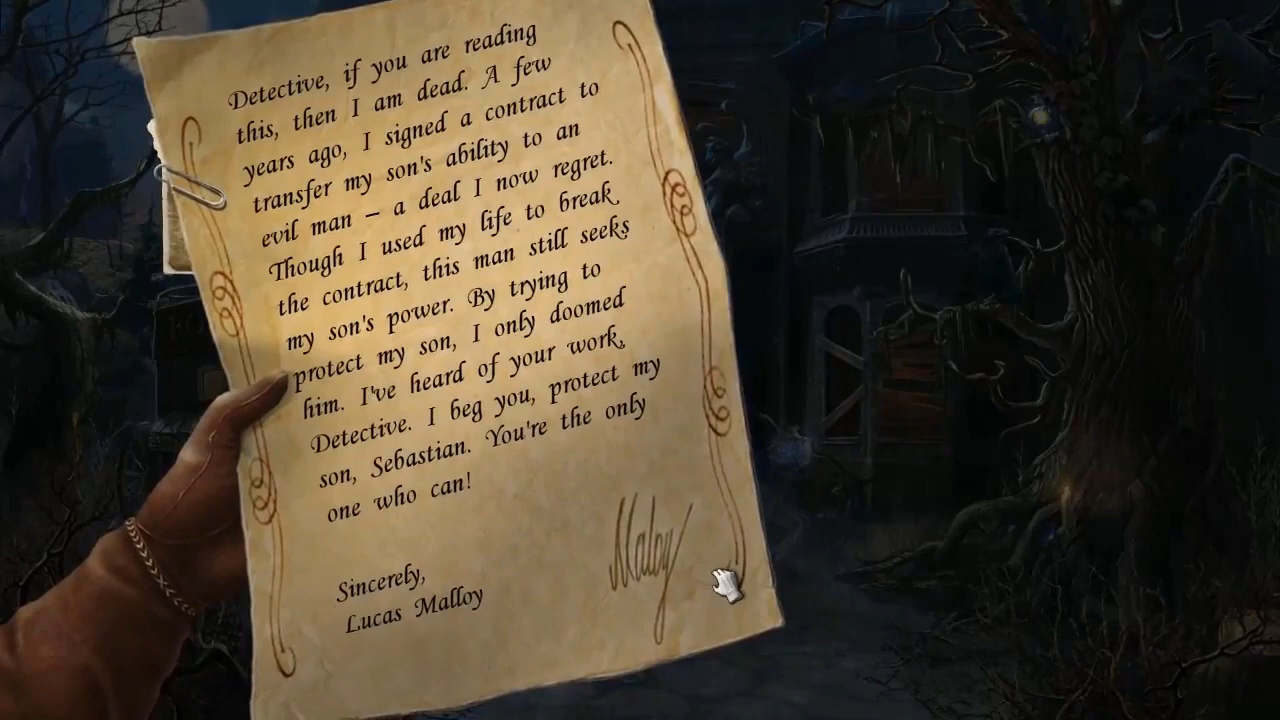 Detective, if you are reading
this, then I am dead. A few
years ago, I signed a contract to
transfer my son's ability to an
evil man – a deal I now regret.
Though I used my life to break
the contract, this man still seeks
my son's power. By trying to
protect my son, I only doomed
him. I've heard of your work,
Detective. I beg you, protect my
son, Sebastian. You're the only
one who can!
Sincerely,
Lucas Malloy
Maloy